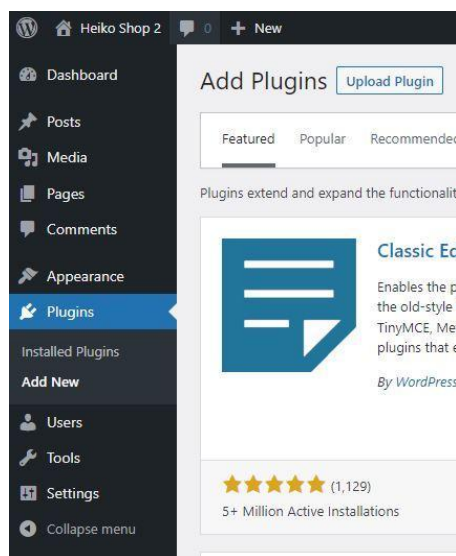 Heiko Shop 2 0 + New
Dashboard
Posts
Media
Pages
Comments
Appearance
Plugins
Installed Plugins
Add New
Users
Tools
Settings
Collapse menu
Add Plugins Upload Plugin
Featured Popular Recommended
Plugins extend and expand the functionalit
Classic Ed
Enables the p
the old-style
TinyMCE, Me
plugins that e
By WordPress
(1,129)
5+ Million Active Installations